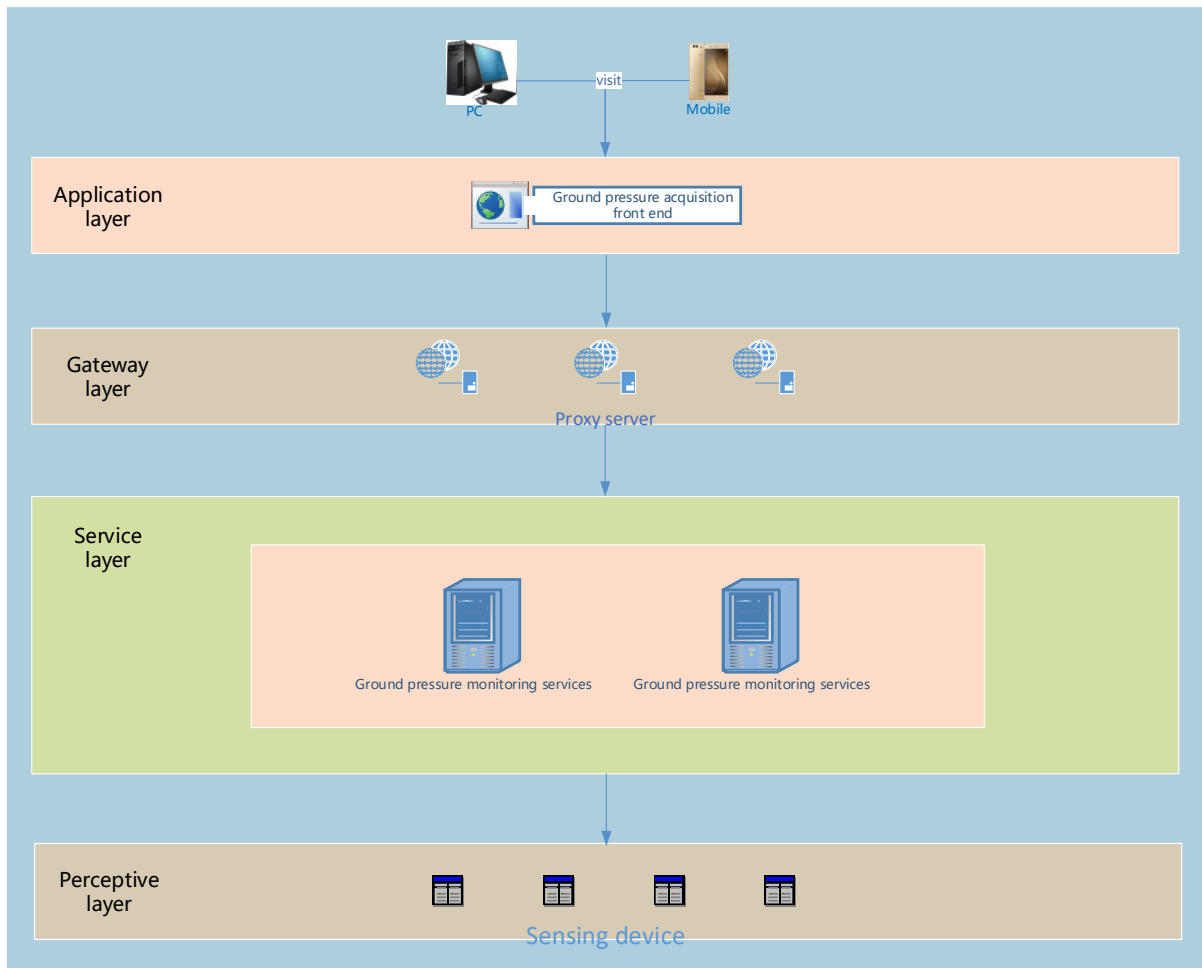 visit
PC
Mobile
Application
layer
Ground pressure acquisition
front end
Gateway
layer
Proxy server
Service
layer
Ground pressure monitoring services
Ground pressure monitoring services
Perceptive
layer
Sensing device